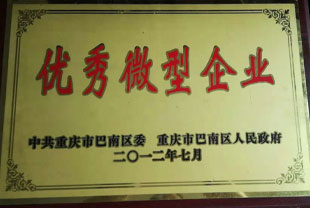 优秀微型企业
中共重庆市巴南区委 重庆市巴南区人民政府
二〇一二年七月